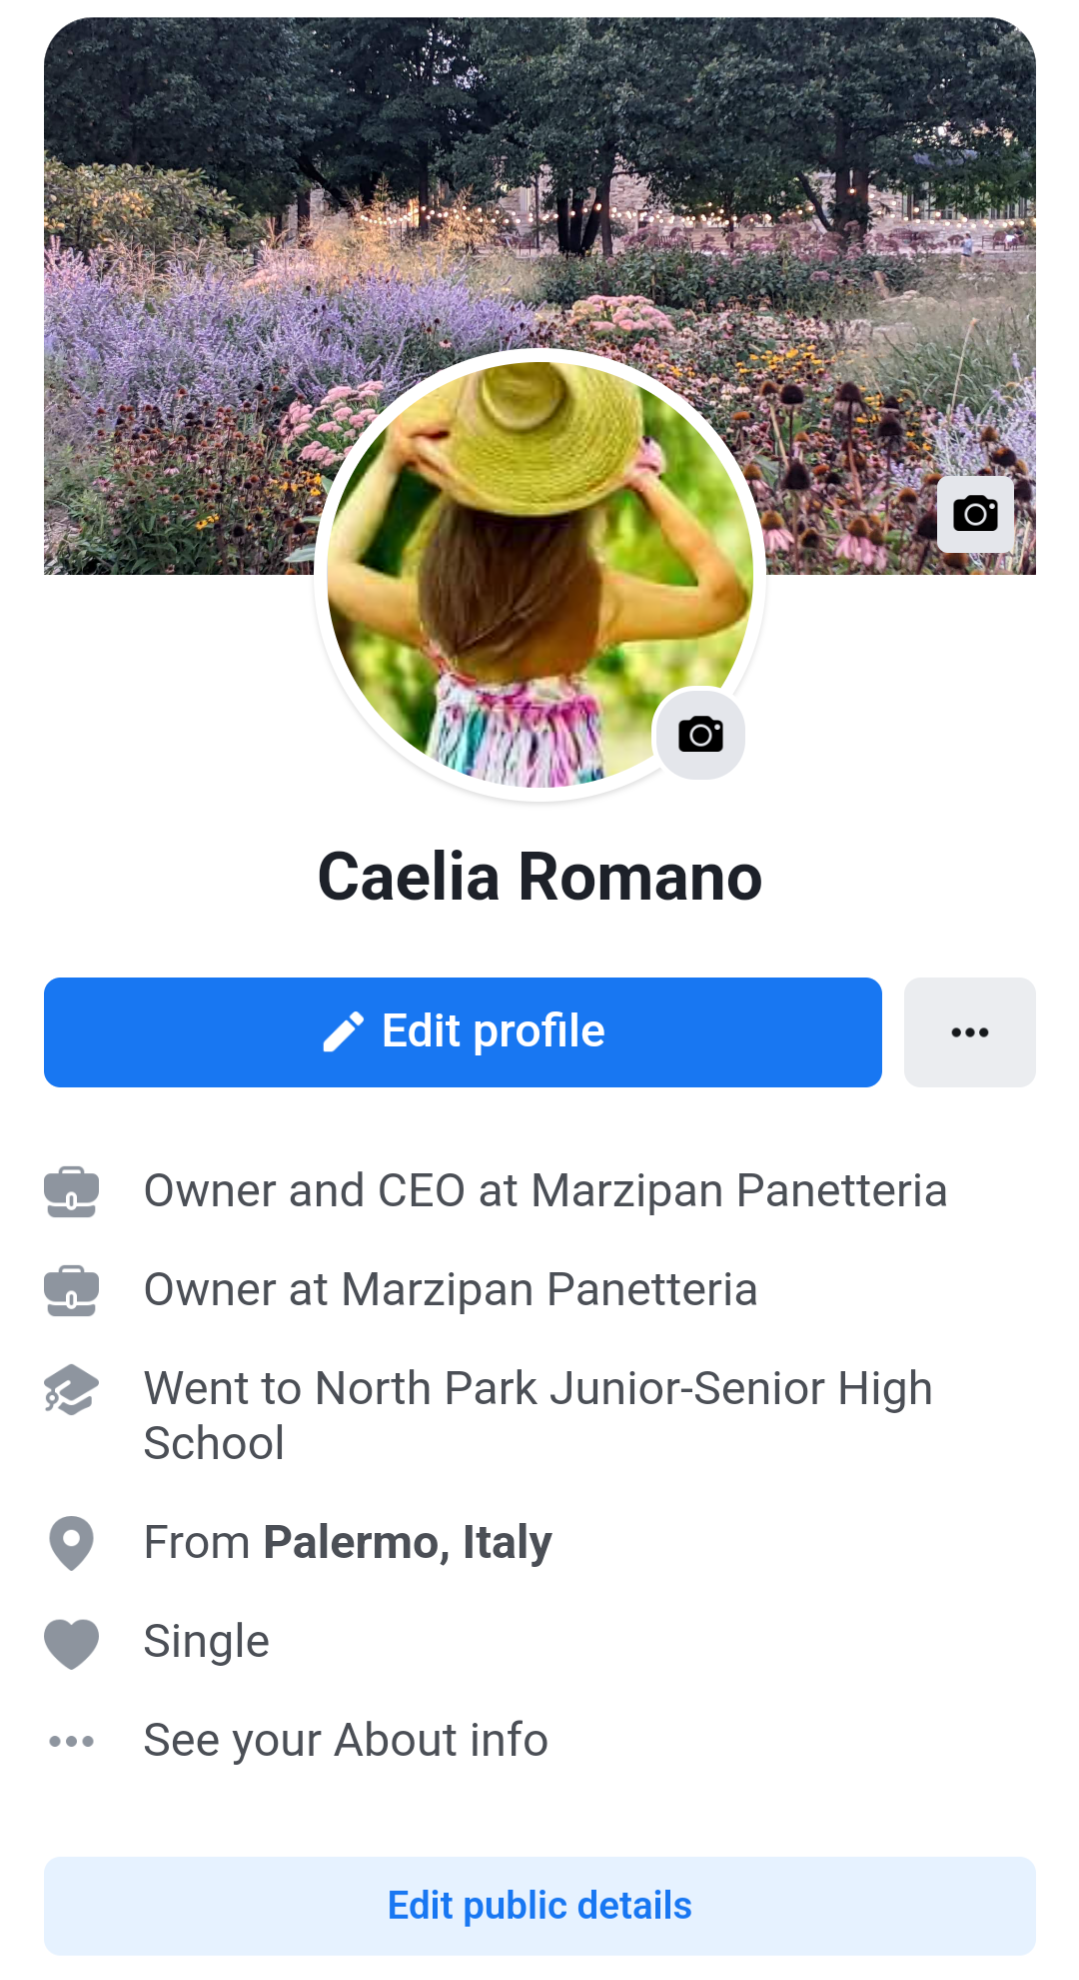 Caelia Romano
Edit profile
Owner and CEO at Marzipan Panetteria
Owner at Marzipan Panetteria
Went to North Park Junior-Senior High
School
From Palermo, Italy
Single
See your About info
Edit public details